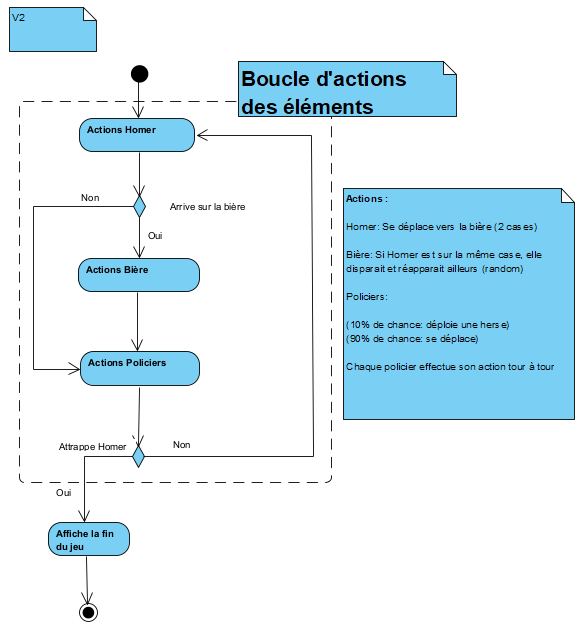 V2
Boucle d'actions
des éléments
Actions Homer
Non
Arrive sur la bière
Oui
Actions Bière
Actions Policiers
Attrappe Homer
Non
Oui
Affiche la fin
du jeu
Actions :
Homer: Se déplace vers la bière (2 cases)
Bière: Si Homer est sur la même case, elle
disparait et réapparait ailleurs (random)
Policiers:
(10% de chance: déploie une herse)
(90% de chance: se déplace)
Chaque policier effectue son action tour à tour